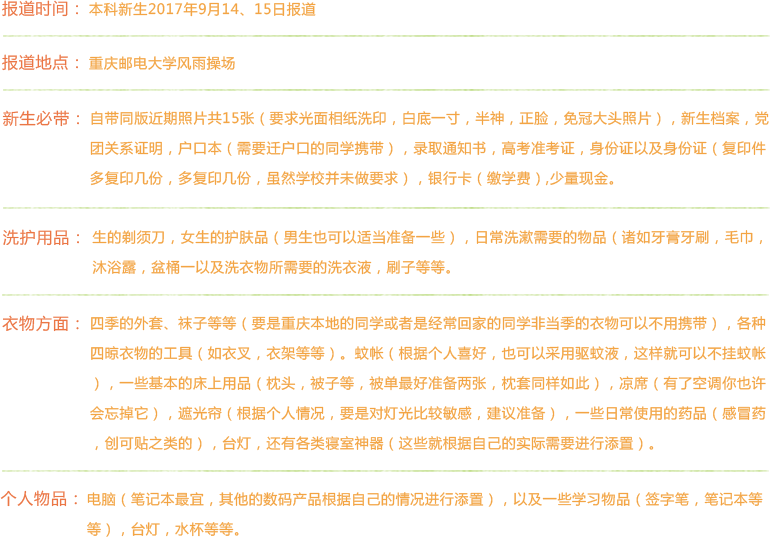 报道时间： 本科新生2017年9月14、15日报道
报道地点： 重庆邮电大学风雨操场
新生必带： 自带同版近期照片共15张（要求光面相纸洗印，白底一寸，半神，正脸，免冠大头照片），新生档案，党
团关系证明，户口本（需要迁户口的同学携带），录取通知书，高考准考证，身份证以及身份证（复印件
多复印几份，多复印几份，虽然学校并未做要求），银行卡（缴学费）,少量现金。
洗护用品： 生的剃须刀，女生的护肤品（男生也可以适当准备一些），日常洗漱需要的物品（诸如牙膏牙刷，毛巾，
沐浴露，盆桶一以及洗衣物所需要的洗衣液，刷子等等。
衣物方面： 四季的外套、袜子等等（要是重庆本地的同学或者是经常回家的同学非当季的衣物可以不用携带），各种
四晾衣物的工具（如衣叉，衣架等等）。蚊帐（根据个人喜好，也可以采用驱蚊液，这样就可以不挂蚊帐
），一些基本的床上用品（枕头，被子等，被单最好准备两张，枕套同样如此），凉席（有了空调你也许
会忘掉它），遮光帘（根据个人情况，要是对灯光比较敏感，建议准备），一些日常使用的药品（感冒药
，创可贴之类的），台灯，还有各类寝室神器（这些就根据自己的实际需要进行添置）。
个人物品： 电脑（笔记本最宜，其他的数码产品根据自己的情况进行添置），以及一些学习物品（签字笔，笔记本等
等），台灯，水杯等等。